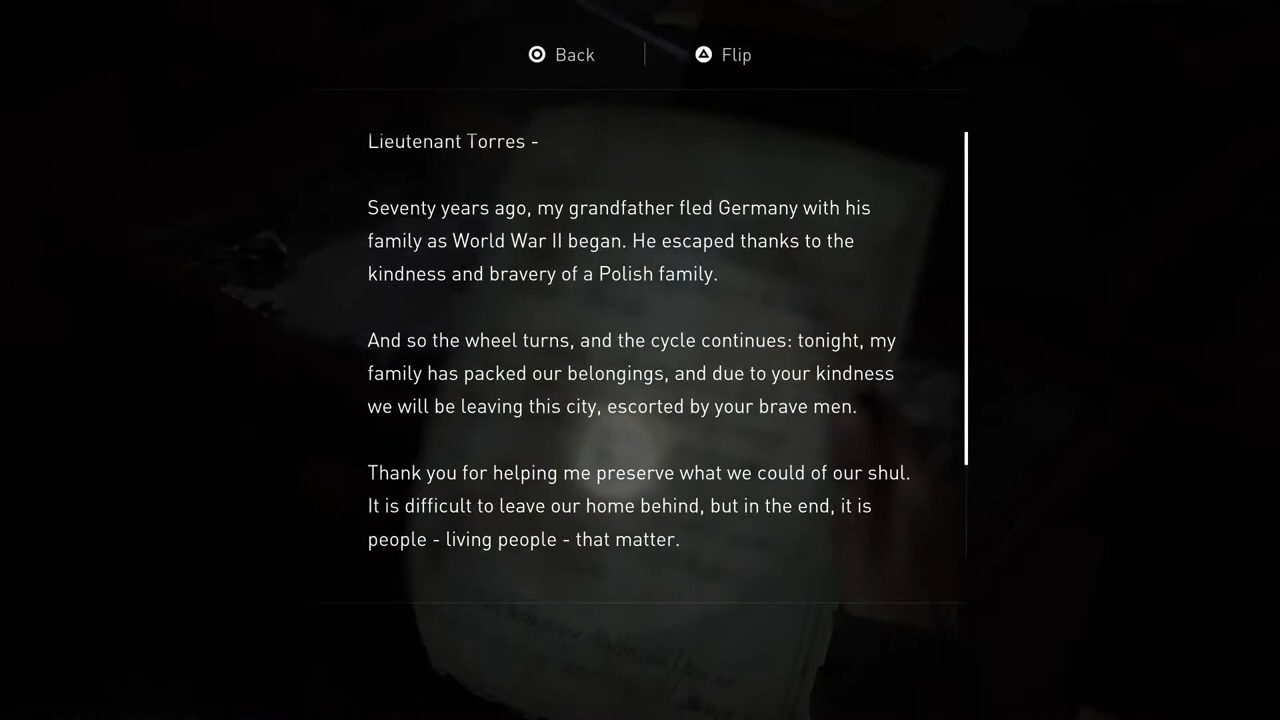 Back
Flip
Lieutenant Torres -
Seventy years ago, my grandfather fled Germany with his
family as World War II began. He escaped thanks to the
kindness and bravery of a Polish family.
And so the wheel turns, and the cycle continues: tonight, my
family has packed our belongings, and due to your kindness
we will be leaving this city, escorted by your brave men.
Thank you for helping me preserve what we could of our shul.
It is difficult to leave our home behind, but in the end, it is
people - living people - that matter.